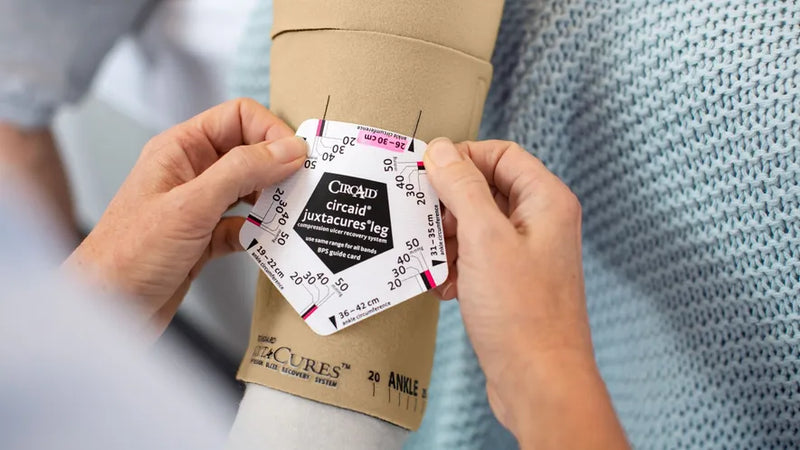 26 – 30 cm
ankle circumference
20
30
40
50
50
40
30
20
CIRCAID
circaid®
juxtacures® leg
compression ulcer recovery system
use same range for all bands
BPS guide card
31 – 35 cm
ankle circumference
50
40
30
20
36 – 42 cm
ankle circumference
50
40
30
20
19 – 22 cm
ankle circumference
50
40
30
20
CURES™
RECOVERY SYSTEM
20
ANKLE